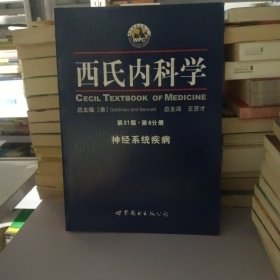 WPC
西氏内科学
CECIL TEXTBOOK OF MEDICINE
总主编 (美) Goldman and Bennett 总主译 王贤才
第21版·第8分册
神经系统疾病
世界图书出版公司